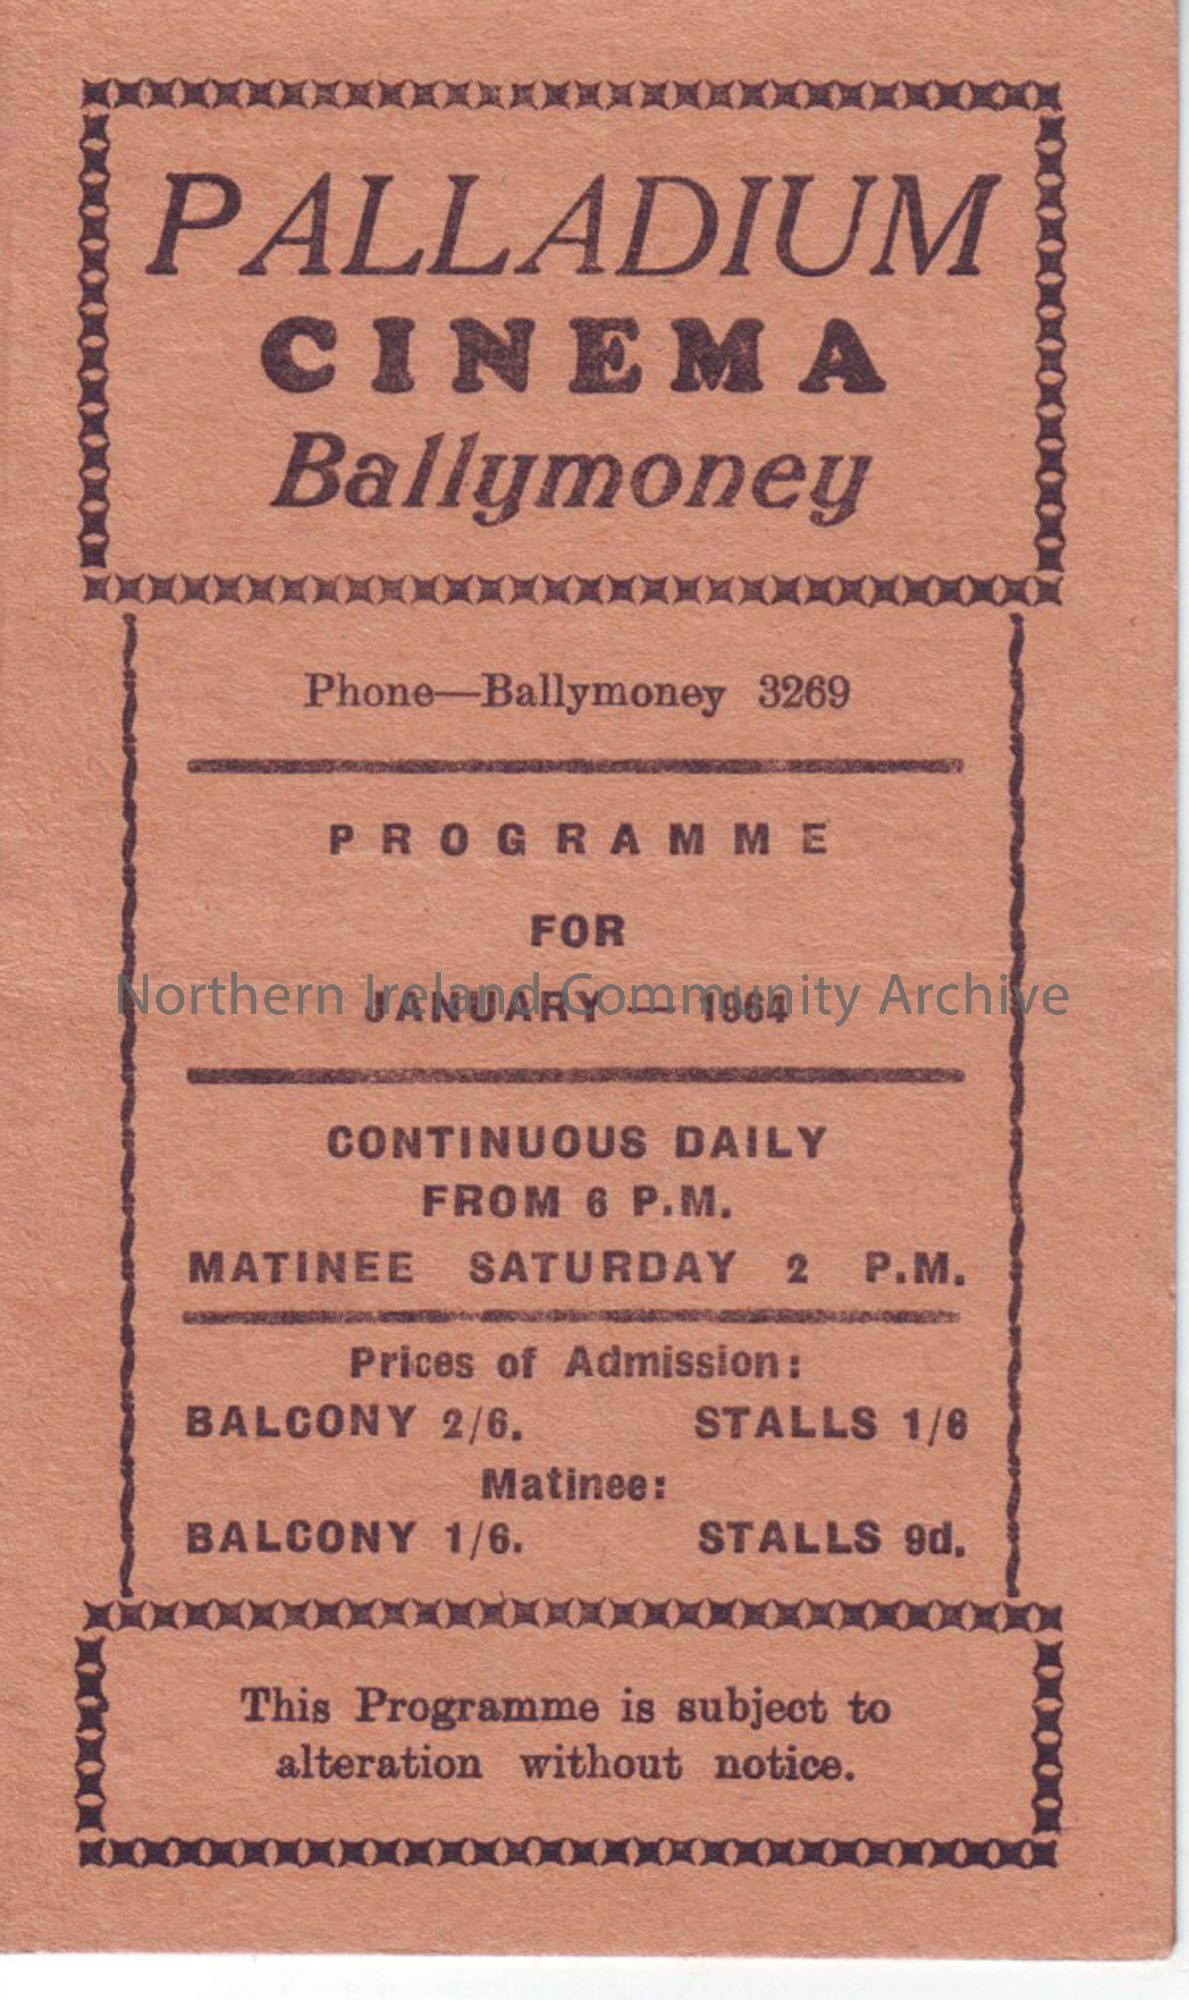 PALLADIUM
CINEMA
Ballymoney
Phone—Ballymoney 3269
PROGRAMME
FOR
JANUARY — 1964
Northern Ireland Community Archive
CONTINUOUS DAILY
FROM 6 P.M.
MATINEE SATURDAY 2 P.M.
Prices of Admission:
BALCONY 2/6. STALLS 1/6
Matinee:
BALCONY 1/6. STALLS 9d.
This Programme is subject to
alteration without notice.